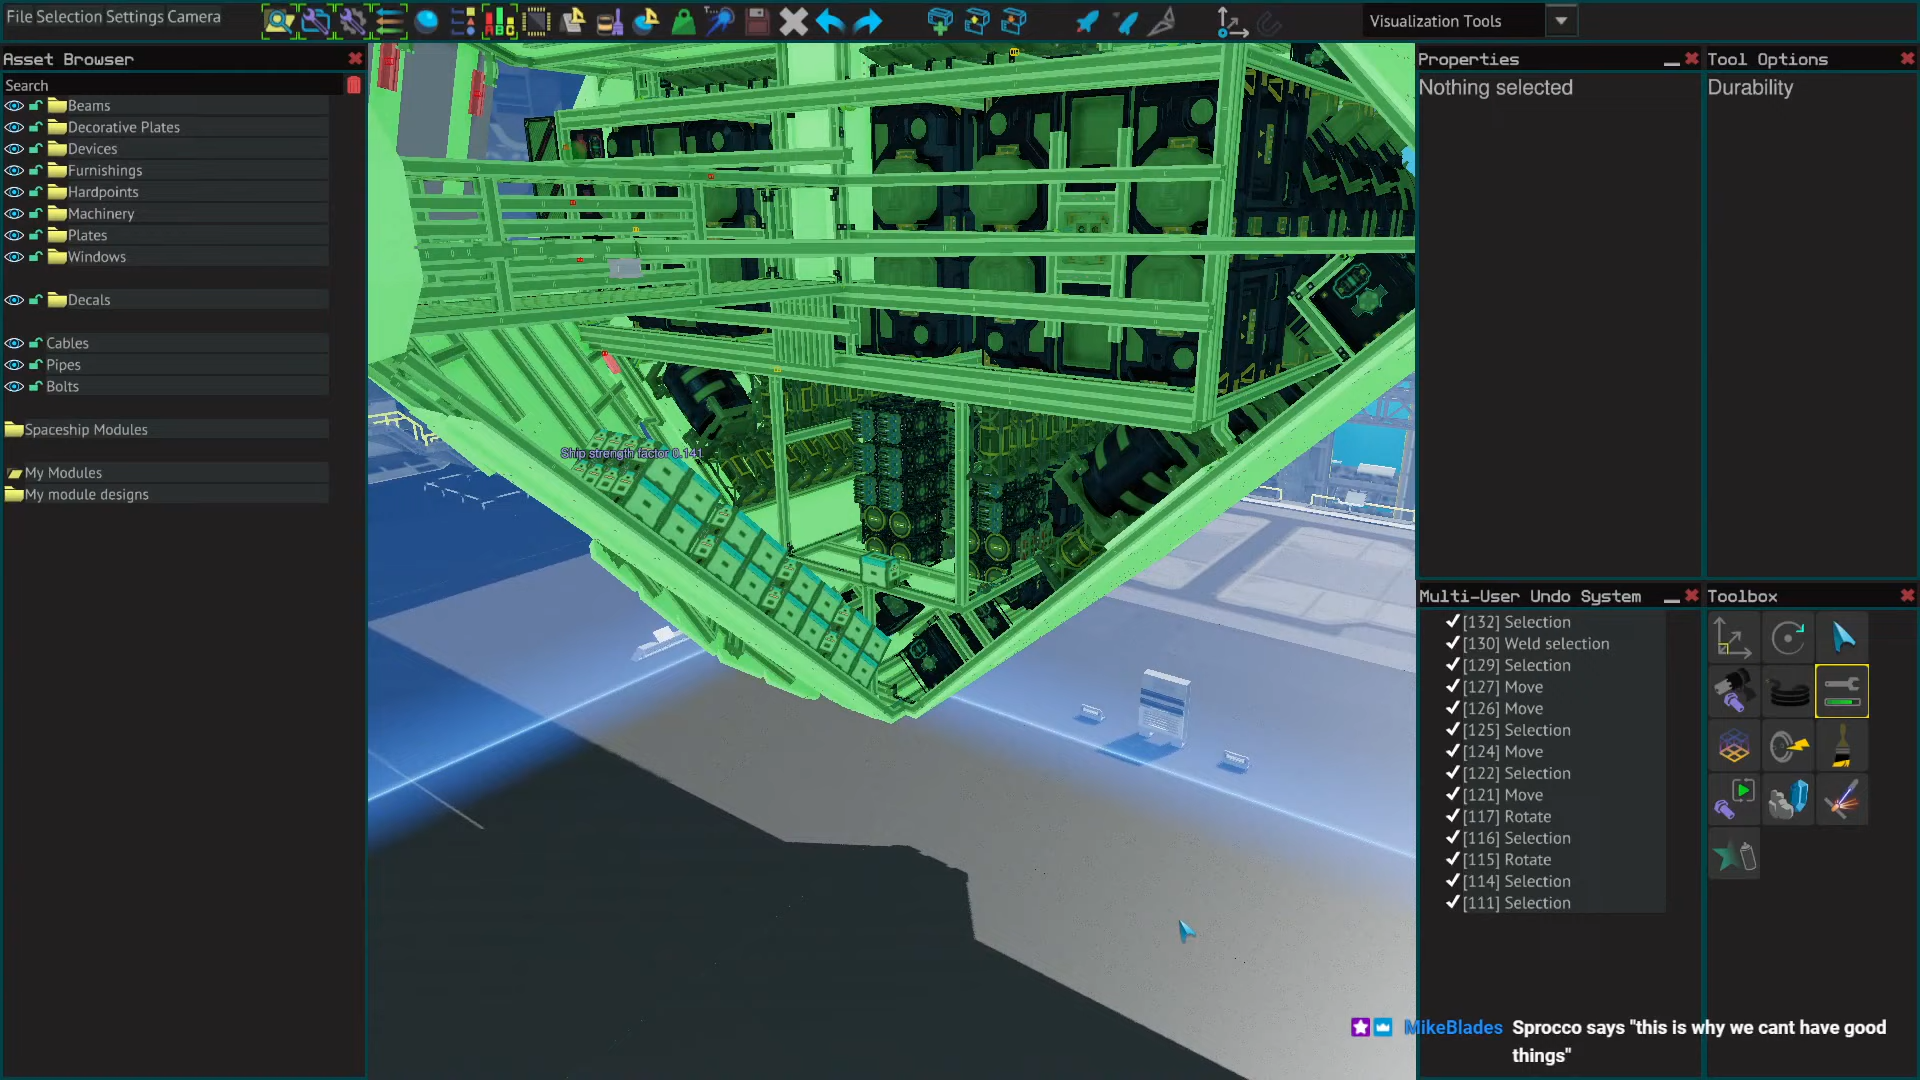 File Selection Settings Camera
ABC
Visualization Tools
Asset Browser
Search
Beams
Decorative Plates
Devices
Furnishings
Hardpoints
Machinery
Plates
Windows
Decals
Cables
Pipes
Bolts
Spaceship Modules
My Modules
My module designs
Ship strength factor 0.141
Properties
Nothing selected
Tool Options
Durability
Multi-User Undo System
[132] Selection
[130] Weld selection
[129] Selection
[127] Move
[126] Move
[125] Selection
[124] Move
[122] Selection
[121] Move
[117] Rotate
[116] Selection
[115] Rotate
[114] Selection
[111] Selection
Toolbox
MikeBlades Sprocco says "this is why we cant have good
things"